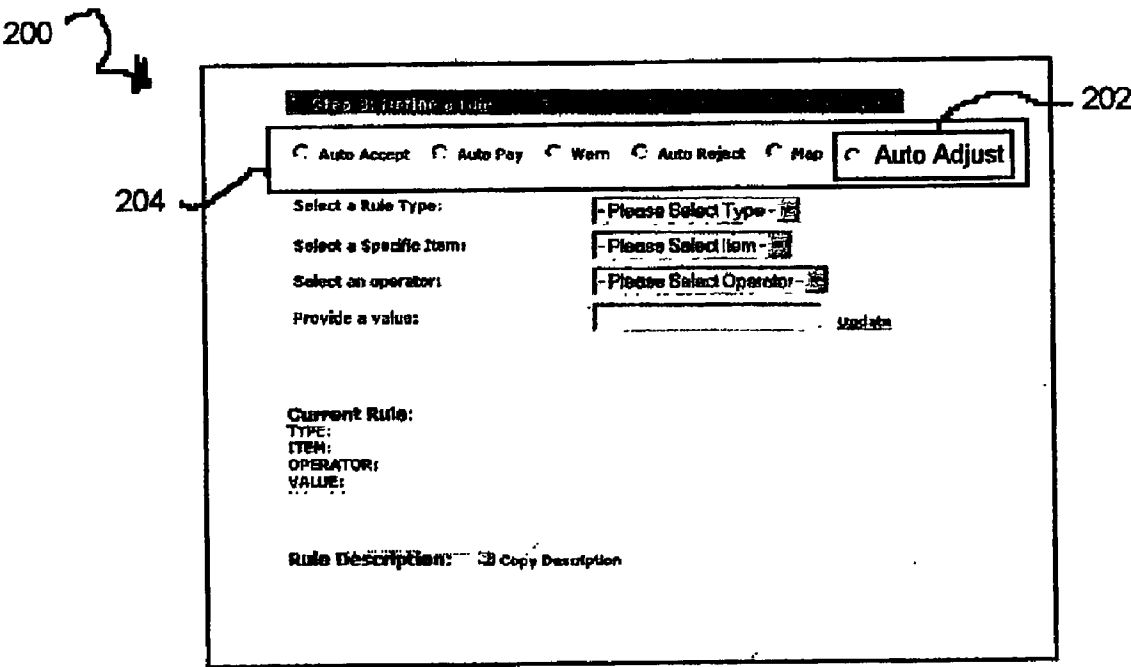 200
202
Step 3: Define a rule
Auto Accept Auto Pay Warn Auto Reject Map Auto Adjust
204
Select a Rule Type: - Please Select Type -
Select a Specific Item: - Please Select Item -
Select an operator: - Please Select Operator -
Provide a value: Update
Current Rule:
TYPE:
ITEM:
OPERATOR:
VALUE:
Rule Description: Copy Description